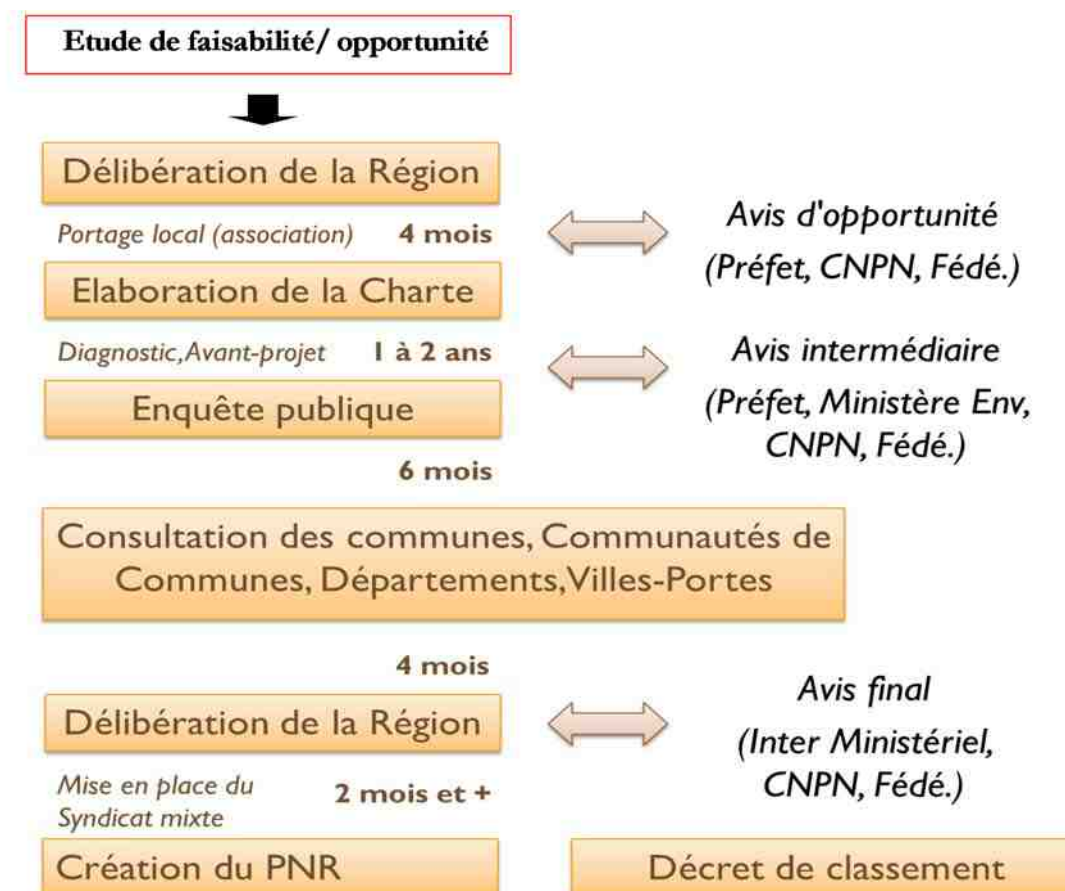 Etude de faisabilité/ opportunité
Délibération de la Région
Portage local (association) 4 mois
Avis d'opportunité
(Préfet, CNPN, Fédé.)
Elaboration de la Charte
Diagnostic, Avant-projet 1 à 2 ans
Avis intermédiaire
(Préfet, Ministère Env,
CNPN, Fédé.)
Enquête publique
6 mois
Consultation des communes, Communautés de
Communes, Départements, Villes-Portes
4 mois
Délibération de la Région
Avis final
(Inter Ministériel,
CNPN, Fédé.)
Mise en place du
Syndicat mixte
2 mois et +
Création du PNR
Décret de classement